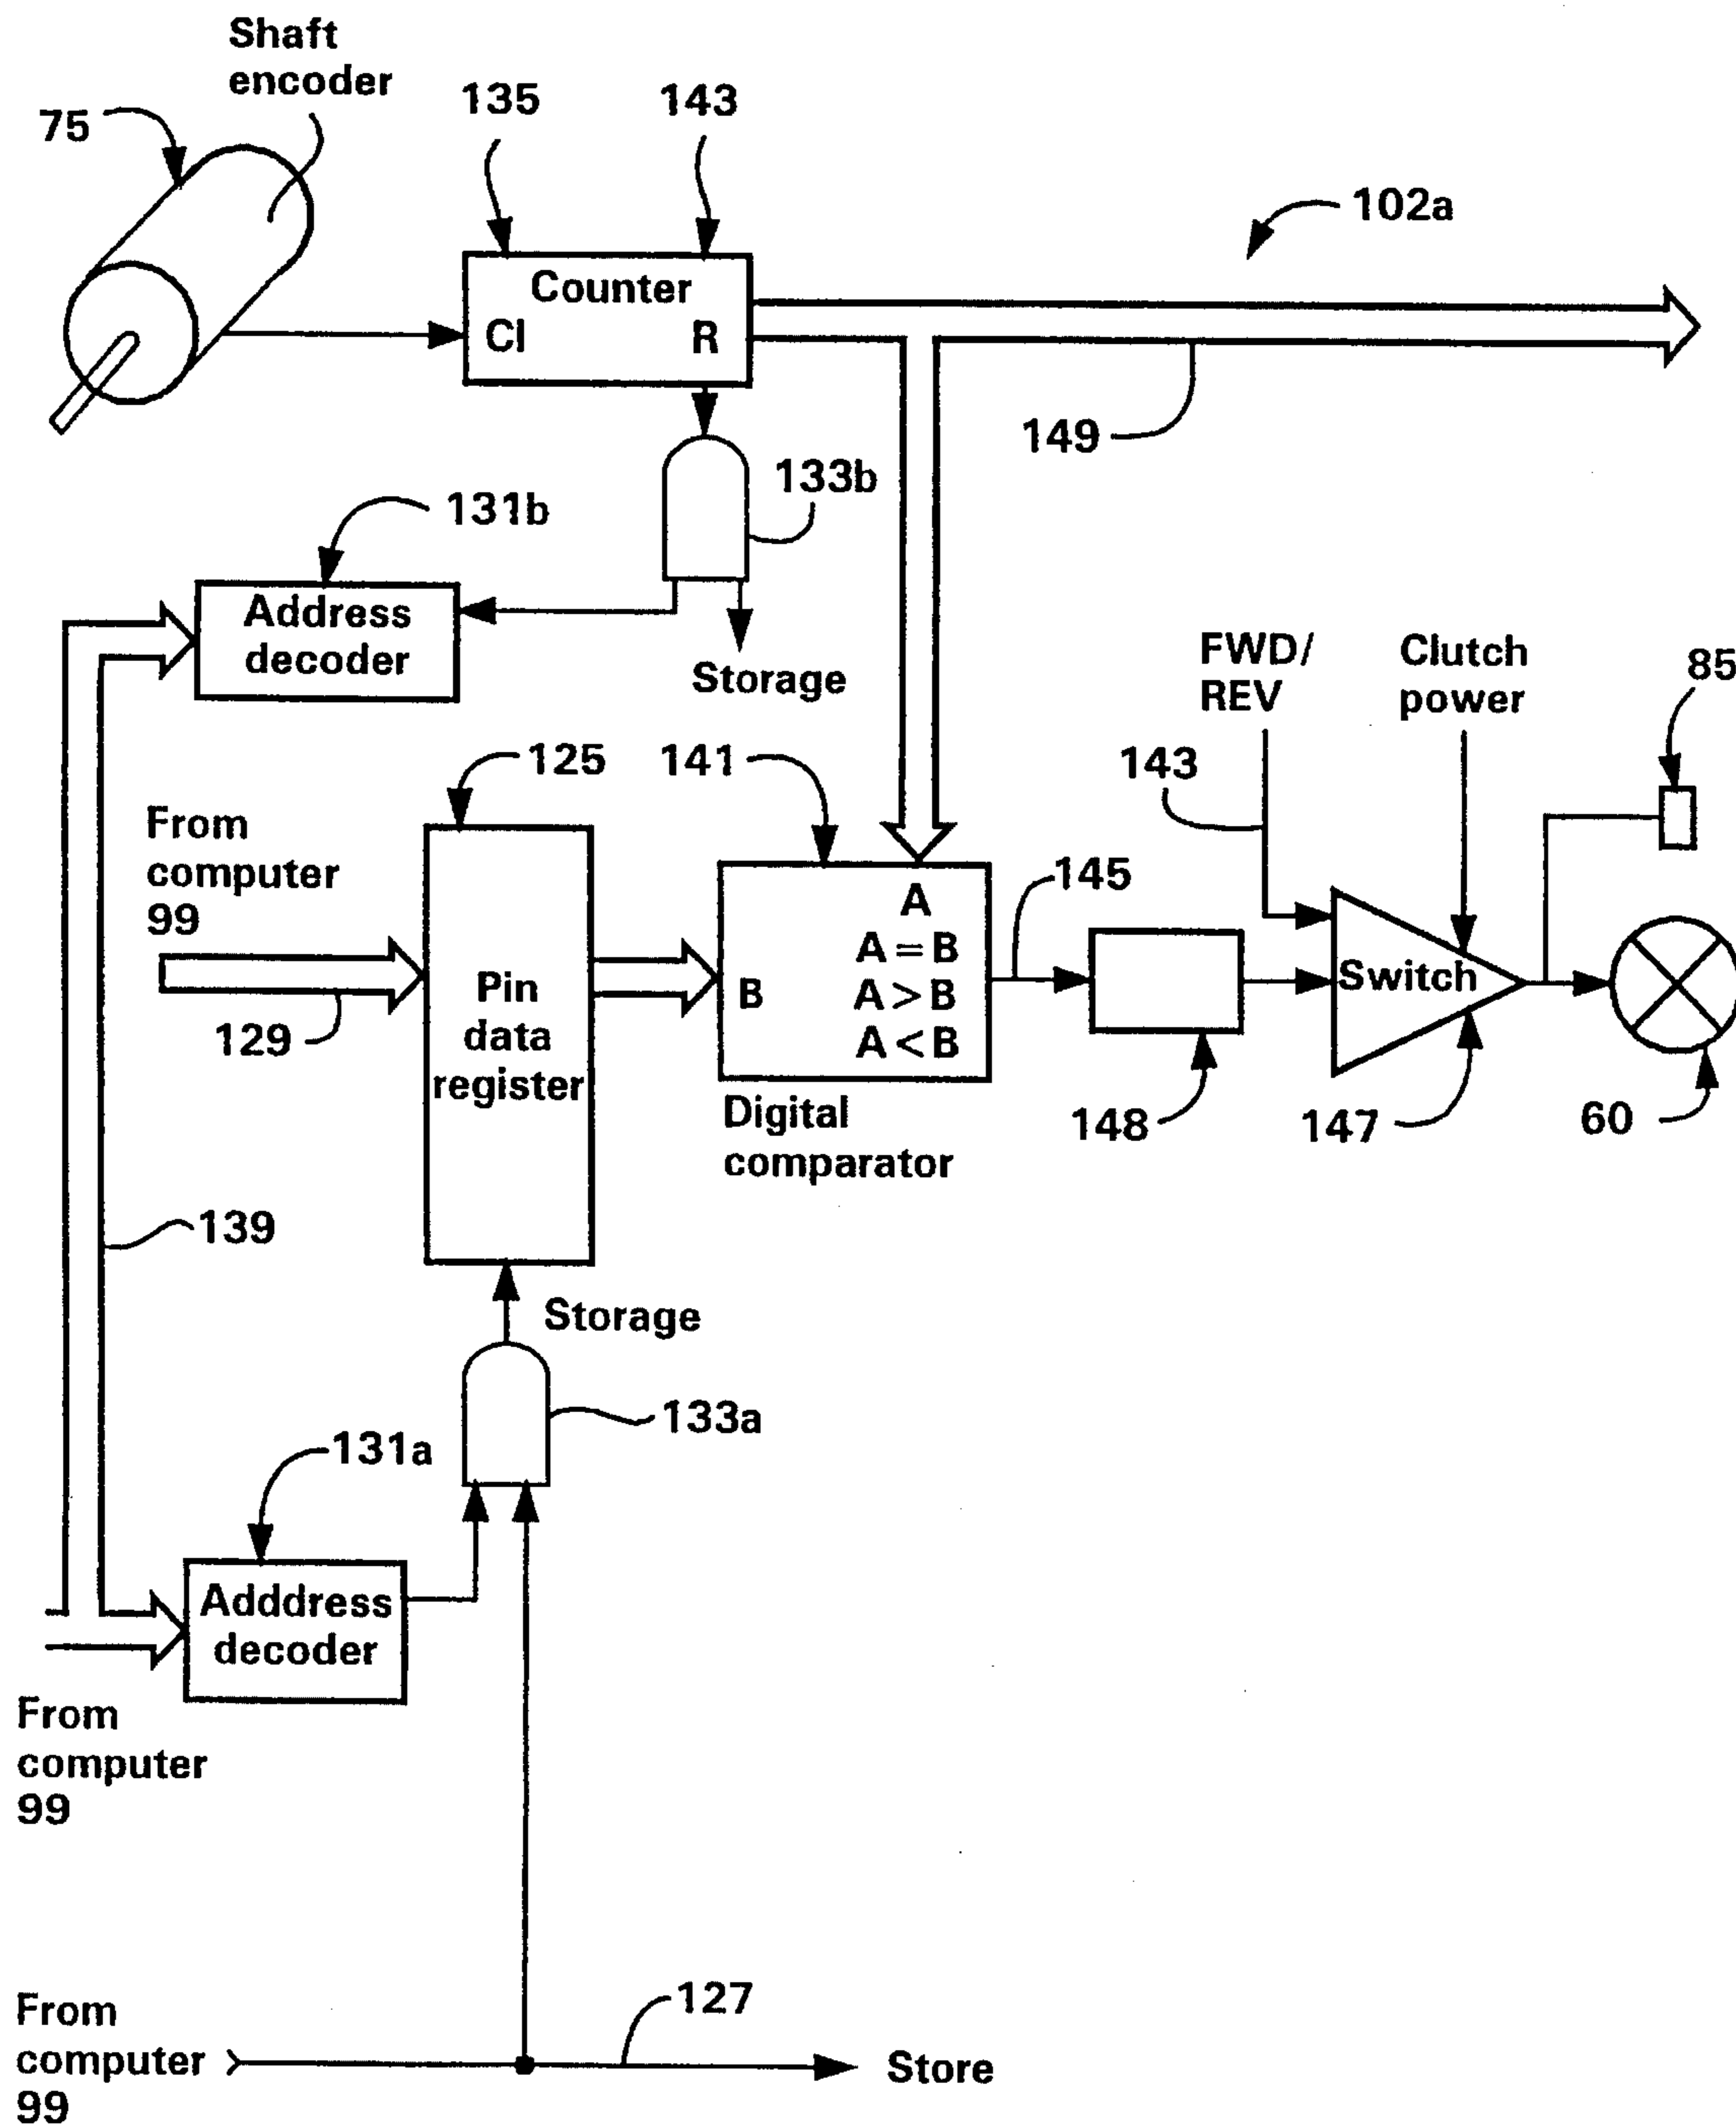 Shaft
encoder
75
135
143
102a
Counter
CI
R
149
133b
131b
Address
decoder
Storage
FWD/
REV
Clutch
power
85
125
141
143
From
computer
99
145
A
A=B
A>B
A<B
B
Switch
Pin
data
register
129
Digital
comparator
148
147
60
139
Storage
133a
131a
Adddress
decoder
From
computer
99
127
From
computer
99
Store